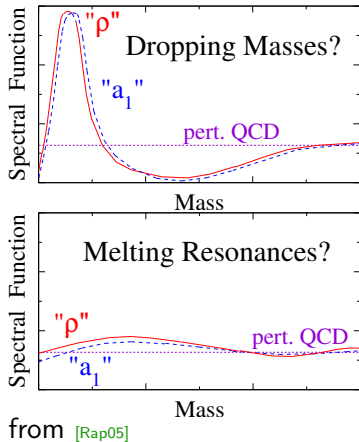 Spectral Function
"ρ"
Dropping Masses?
"a₁"
pert. QCD
Mass
Spectral Function
Melting Resonances?
"ρ"
pert. QCD
"a₁"
Mass
from [Rap05]